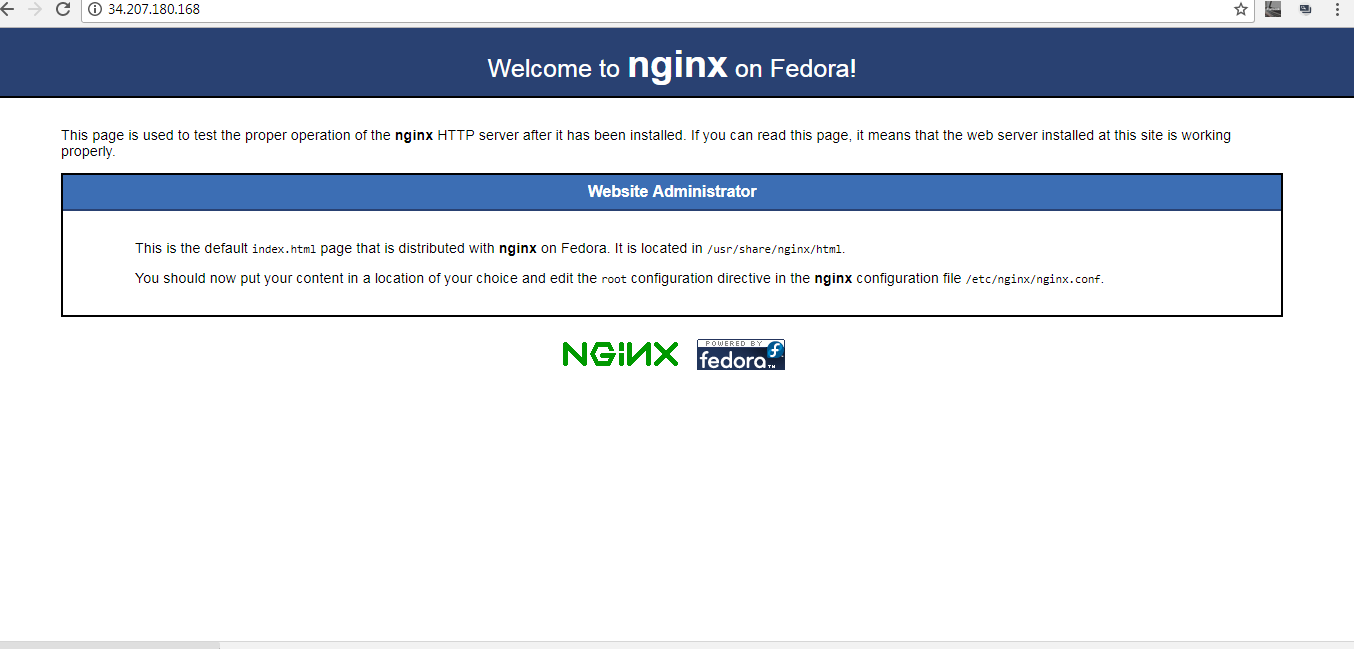 34.207.180.168
Welcome to nginx on Fedora!
This page is used to test the proper operation of the nginx HTTP server after it has been installed. If you can read this page, it means that the web server installed at this site is working
properly.
Website Administrator
This is the default index.html page that is distributed with nginx on Fedora. It is located in /usr/share/nginx/html.
You should now put your content in a location of your choice and edit the root configuration directive in the nginx configuration file /etc/nginx/nginx.conf.
NGiNX
POWERED BY
fedora™